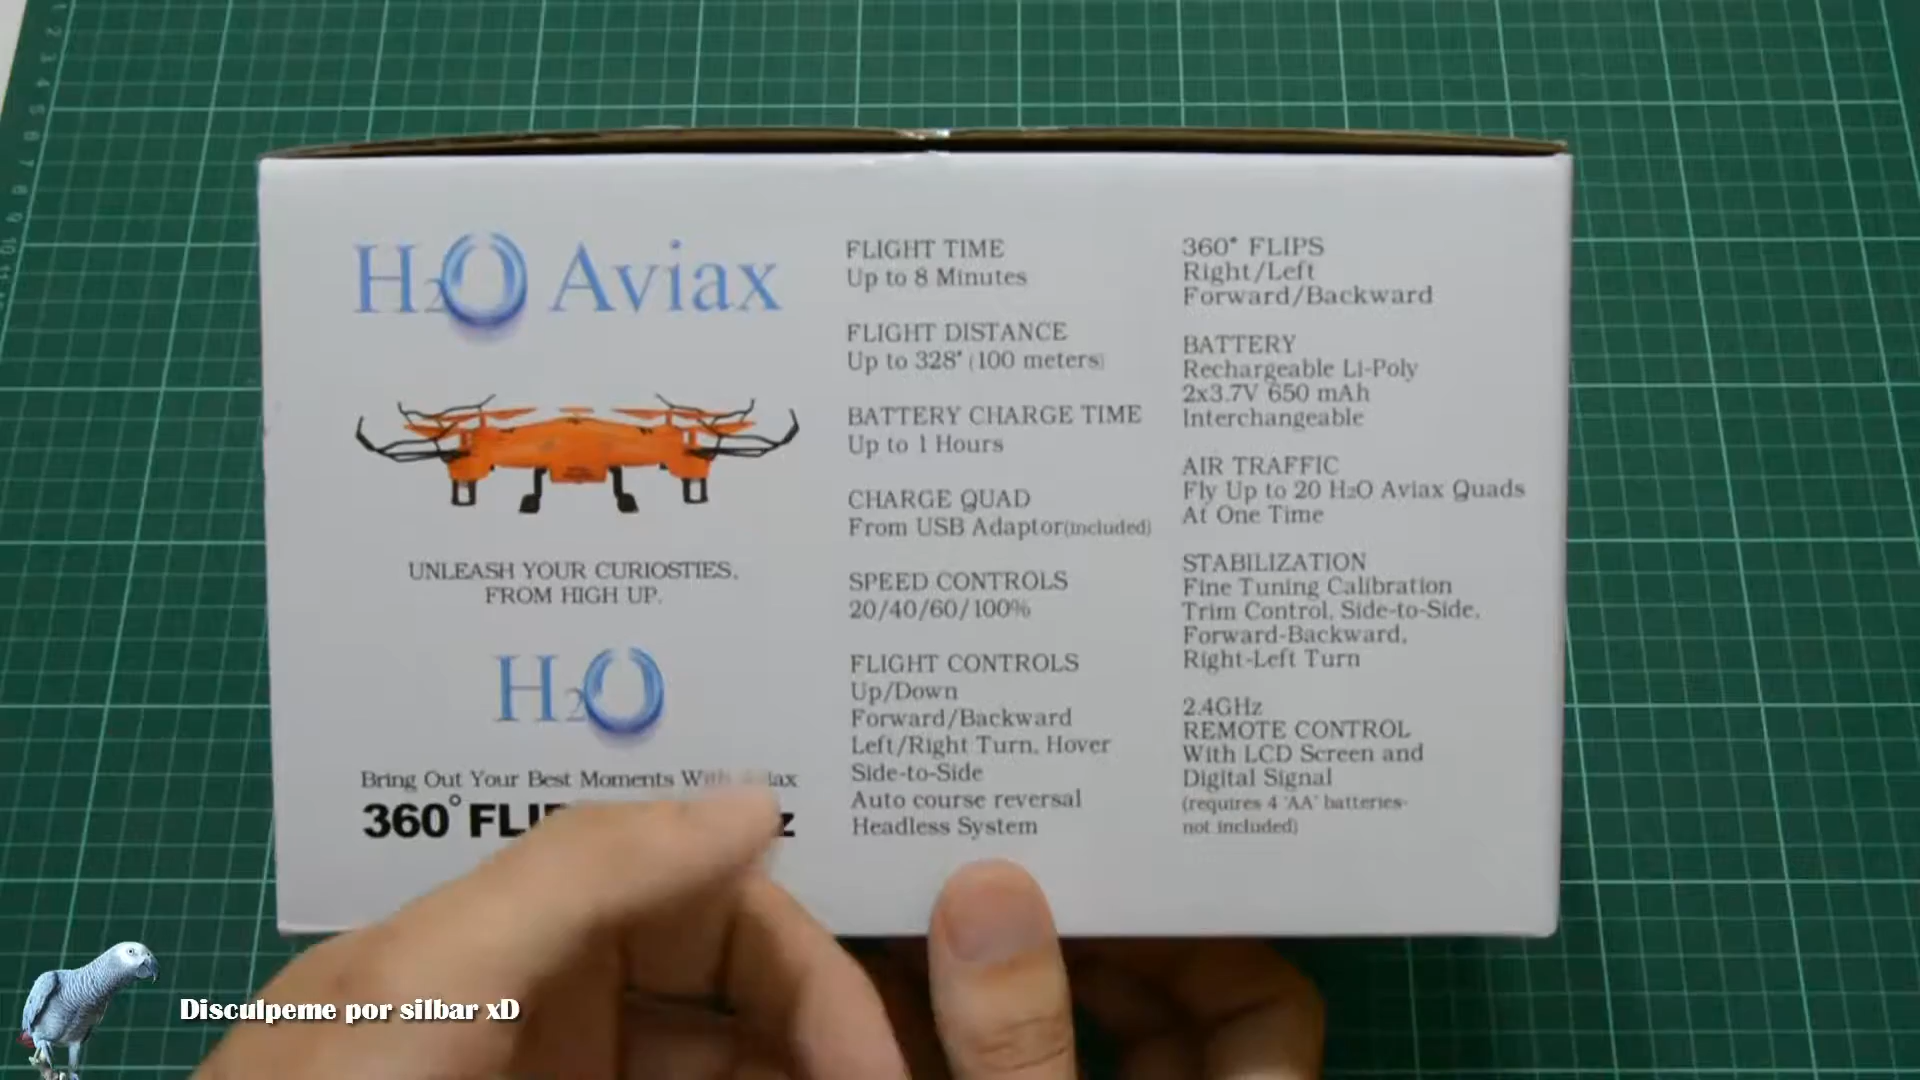 H2O Aviax
UNLEASH YOUR CURIOSTIES,
FROM HIGH UP.
H2O
Bring Out Your Best Moments With
360°
FLIGHT TIME
Up to 8 Minutes
FLIGHT DISTANCE
Up to 328' (100 meters)
BATTERY CHARGE TIME
Up to 1 Hours
CHARGE QUAD
From USB Adaptor(included)
SPEED CONTROLS
20/40/60/100%
FLIGHT CONTROLS
Up/Down
Forward/Backward
Left/Right Turn, Hover
Side-to-Side
Auto course reversal
Headless System
360° FLIPS
Right/Left
Forward/Backward
BATTERY
Rechargeable Li-Poly
2x3.7V 650 mAh
Interchangeable
AIR TRAFFIC
Fly Up to 20 H2O Aviax Quads
At One Time
STABILIZATION
Fine Tuning Calibration
Trim Control, Side-to-Side,
Forward-Backward,
Right-Left Turn
2.4GHz
REMOTE CONTROL
With LCD Screen and
Digital Signal
(requires 4 "AA" batteries-
not included)
Disculpeme por silbar xD